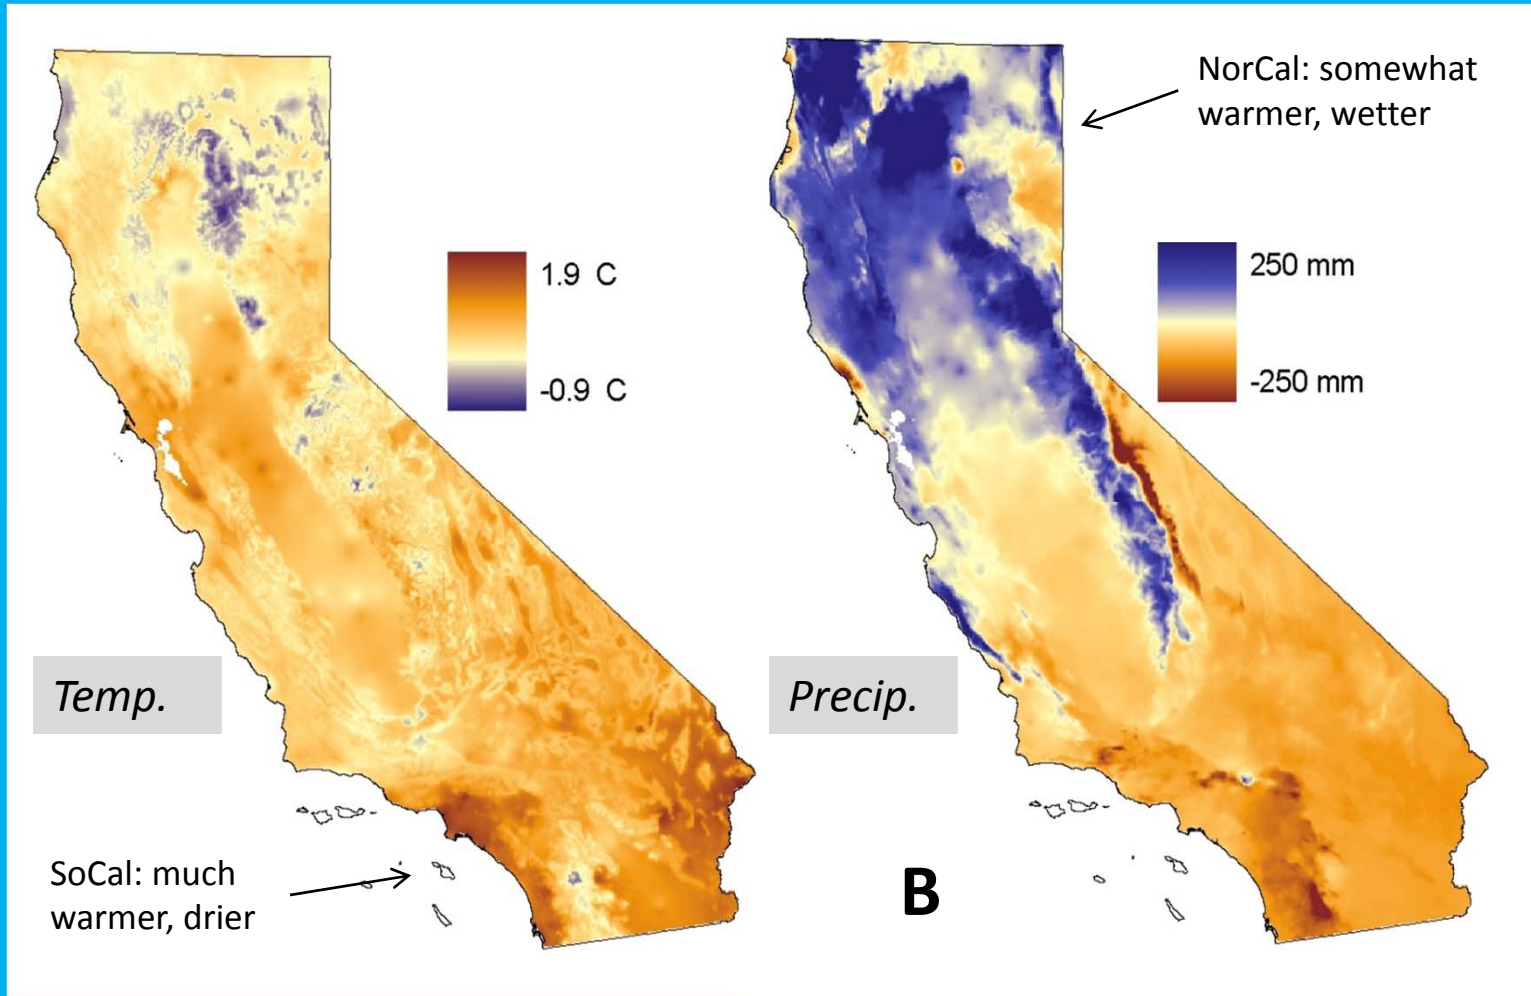 NorCal: somewhat
warmer, wetter
1.9 C
-0.9 C
250 mm
-250 mm
Temp.
Precip.
SoCal: much
warmer, drier
B